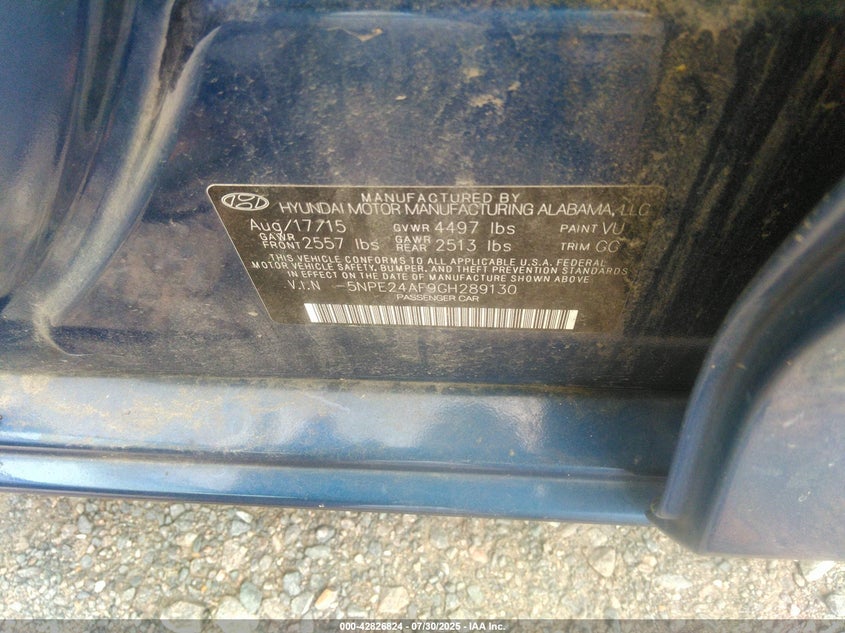 MANUFACTURED BY
HYUNDAI MOTOR MANUFACTURING ALABAMA, LLC
Aug/17/15 GVWR 4497 lbs PAINT VU
GAWR FRONT 2557 lbs GAWR REAR 2513 lbs TRIM GC
THIS VEHICLE CONFORMS TO ALL APPLICABLE U.S.A. FEDERAL
MOTOR VEHICLE SAFETY, BUMPER, AND THEFT PREVENTION STANDARDS
IN EFFECT ON THE DATE OF MANUFACTURE SHOWN ABOVE
V.I.N -5NPE24AF9GH289130
PASSENGER CAR
000-42826824 - 07/30/2025 - IAA Inc.